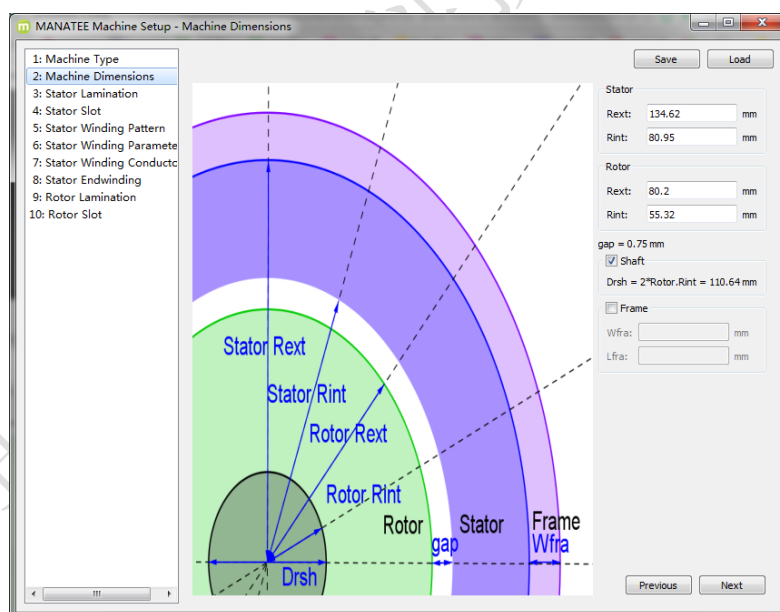 MANATEE Machine Setup - Machine Dimensions
1: Machine Type
2: Machine Dimensions
3: Stator Lamination
4: Stator Slot
5: Stator Winding Pattern
6: Stator Winding Paramete
7: Stator Winding Conducto
8: Stator Endwinding
9: Rotor Lamination
10: Rotor Slot
Save Load
Stator
Rext: 134.62 mm
Rint: 80.95 mm
Rotor
Rext: 80.2 mm
Rint: 55.32 mm
gap = 0.75 mm
Shaft
Drsh = 2*Rotor.Rint = 110.64 mm
Frame
Wfra: mm
Lfra: mm
Stator Rext
Stator Rint
Rotor Rext
Rotor Rint
Rotor
gap
Stator
Frame
Wfra
Drsh
Previous Next